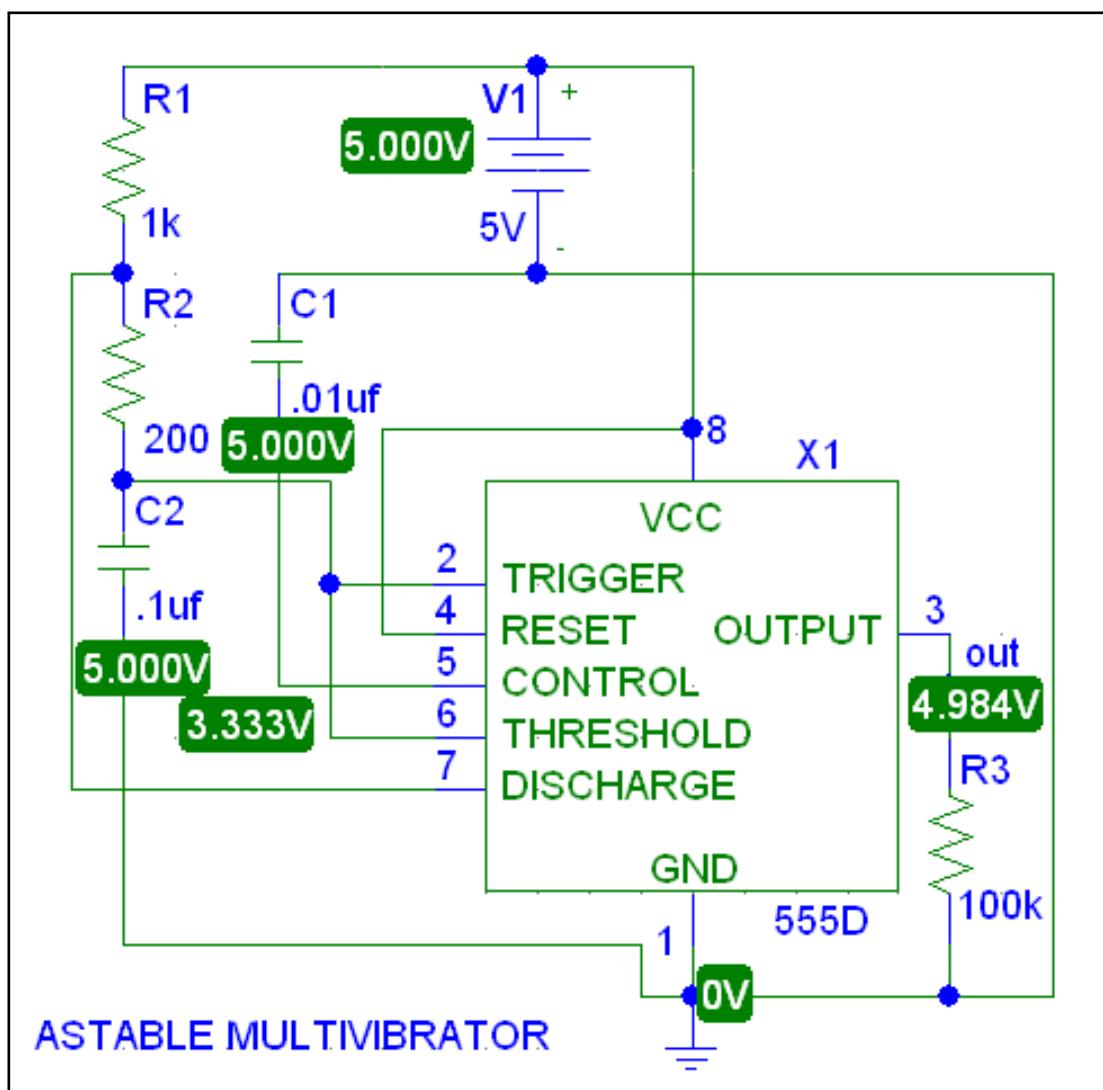 R1
V1
+
5.000V
1k
5V
-
R2
C1
.01uf
200
5.000V
8
X1
C2
VCC
2
TRIGGER
.1uf
4
RESET
OUTPUT
3
5
CONTROL
out
5.000V
3.333V
6
THRESHOLD
4.984V
7
DISCHARGE
R3
GND
100k
1
555D
0V
ASTABLE MULTIVIBRATOR